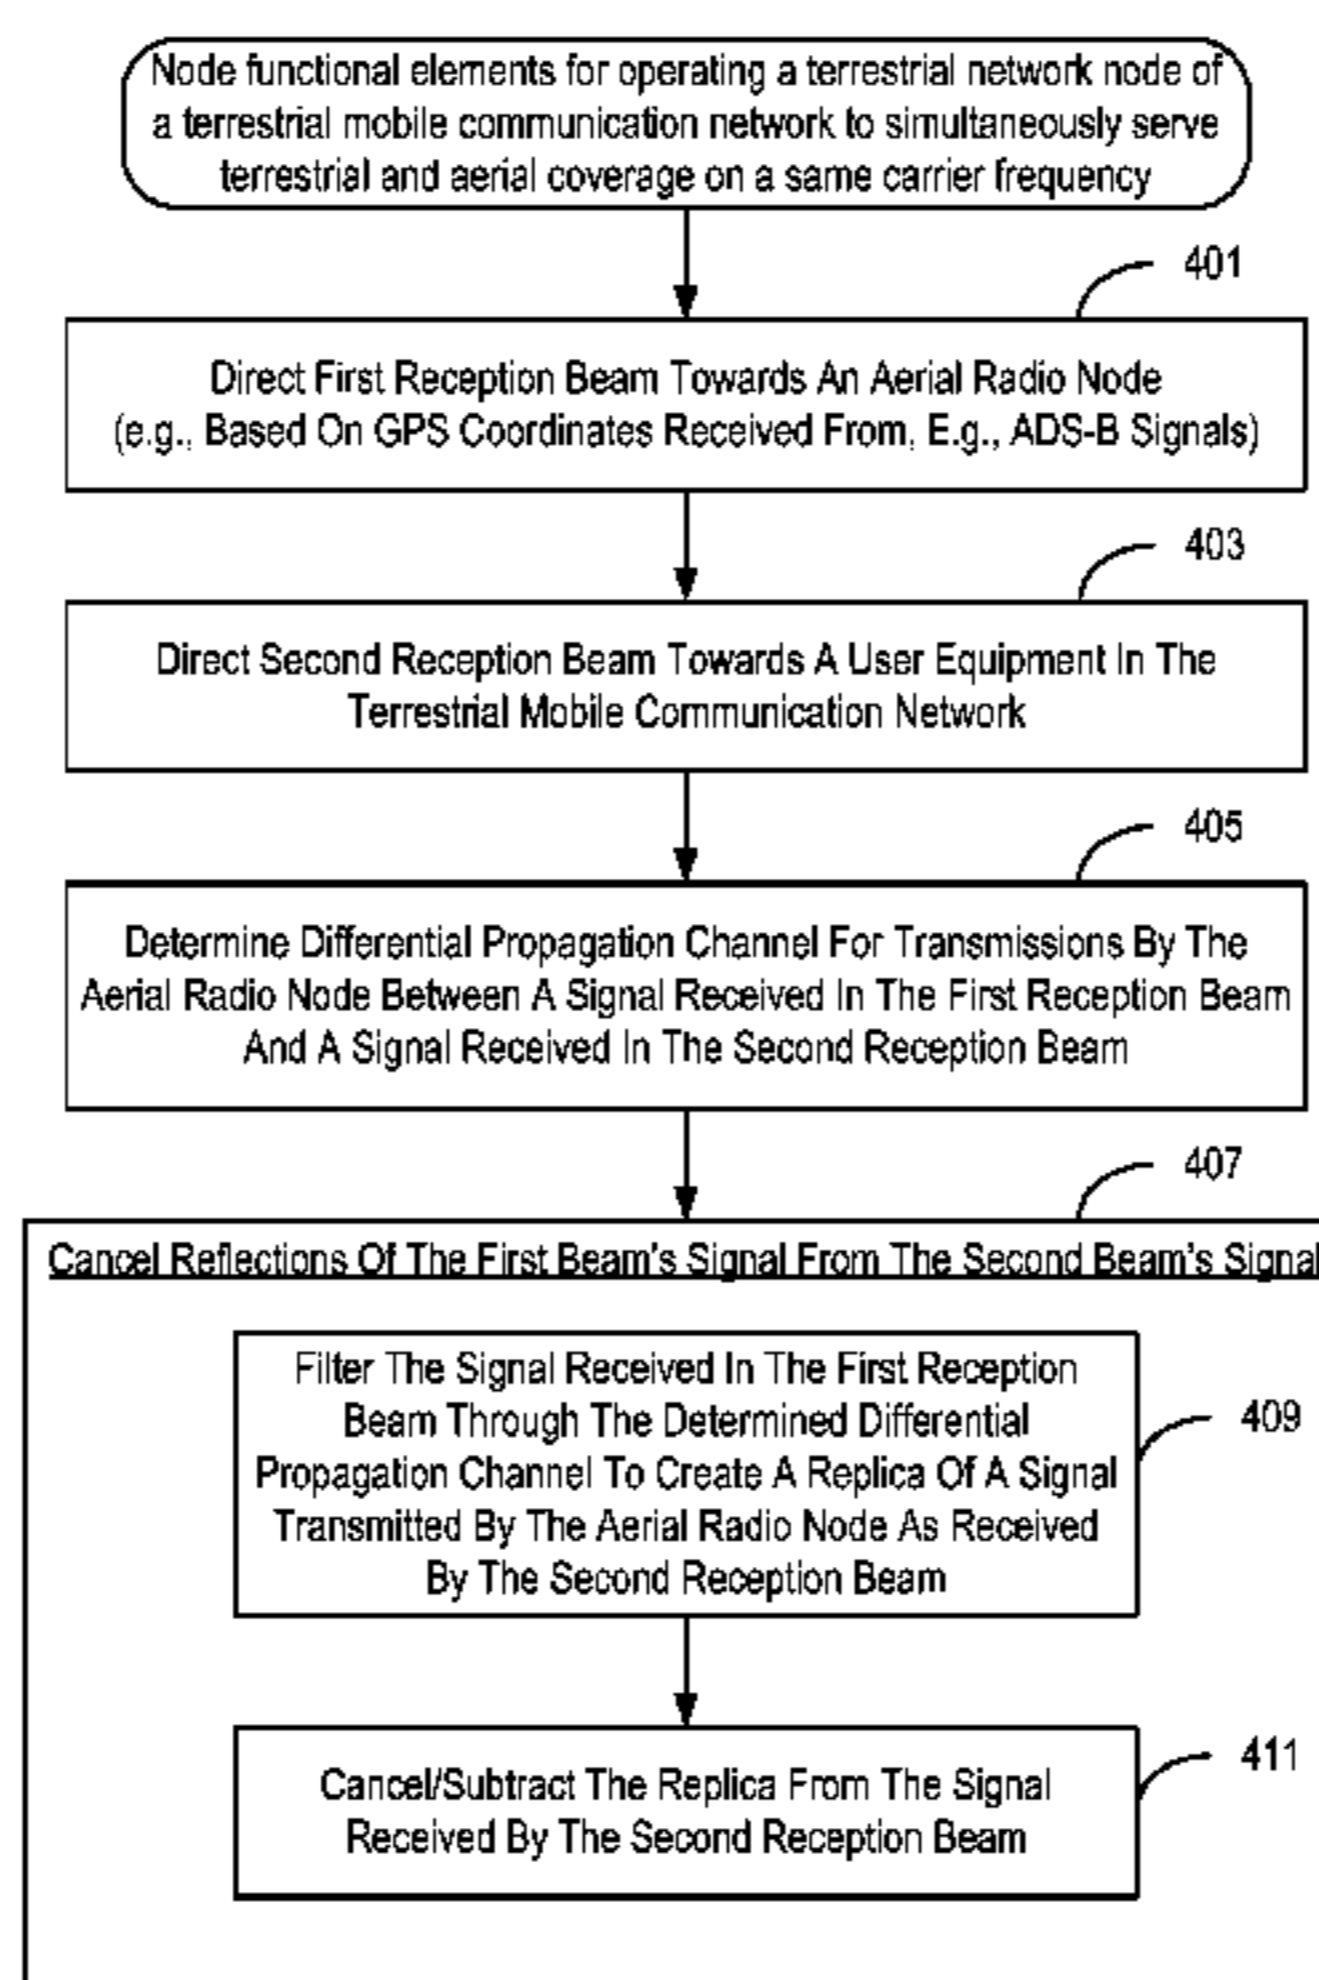 Node functional elements for operating a terrestrial network node of
a terrestrial mobile communication network to simultaneously serve
terrestrial and aerial coverage on a same carrier frequency
401
Direct First Reception Beam Towards An Aerial Radio Node
(e.g., Based On GPS Coordinates Received From, E.g., ADS-B Signals)
403
Direct Second Reception Beam Towards A User Equipment In The
Terrestrial Mobile Communication Network
405
Determine Differential Propagation Channel For Transmissions By The
Aerial Radio Node Between A Signal Received In The First Reception Beam
And A Signal Received In The Second Reception Beam
407
Cancel Reflections Of The First Beam's Signal From The Second Beam's Signal
Filter The Signal Received In The First Reception
Beam Through The Determined Differential
Propagation Channel To Create A Replica Of A Signal
Transmitted By The Aerial Radio Node As Received
By The Second Reception Beam
409
Cancel/Subtract The Replica From The Signal
Received By The Second Reception Beam
411